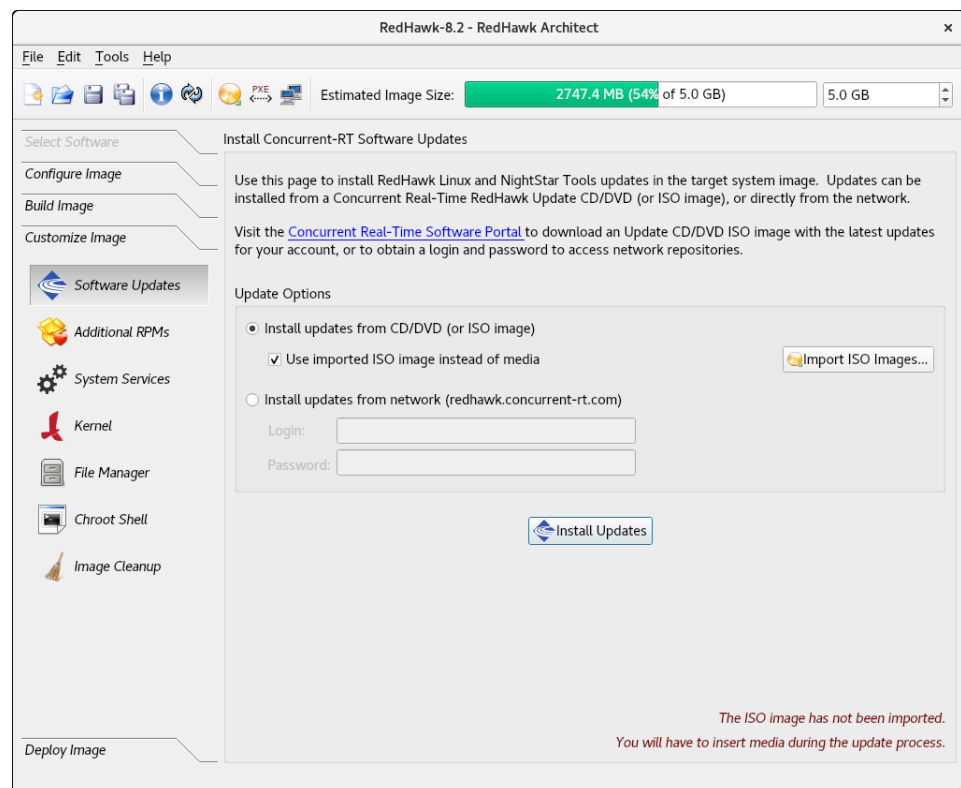 RedHawk-8.2 - RedHawk Architect
×
File Edit Tools Help
PXE
Estimated Image Size:
2747.4 MB (54% of 5.0 GB)
5.0 GB
Select Software
Configure Image
Build Image
Customize Image
Software Updates
Additional RPMs
System Services
Kernel
File Manager
Chroot Shell
Image Cleanup
Deploy Image
Install Concurrent-RT Software Updates
Use this page to install RedHawk Linux and NightStar Tools updates in the target system image. Updates can be
installed from a Concurrent Real-Time RedHawk Update CD/DVD (or ISO image), or directly from the network.
Visit the Concurrent Real-Time Software Portal to download an Update CD/DVD ISO image with the latest updates
for your account, or to obtain a login and password to access network repositories.
Update Options
Install updates from CD/DVD (or ISO image)
Use imported ISO image instead of media
Import ISO Images...
Install updates from network (redhawk.concurrent-rt.com)
Login:
Password:
Install Updates
The ISO image has not been imported.
You will have to insert media during the update process.